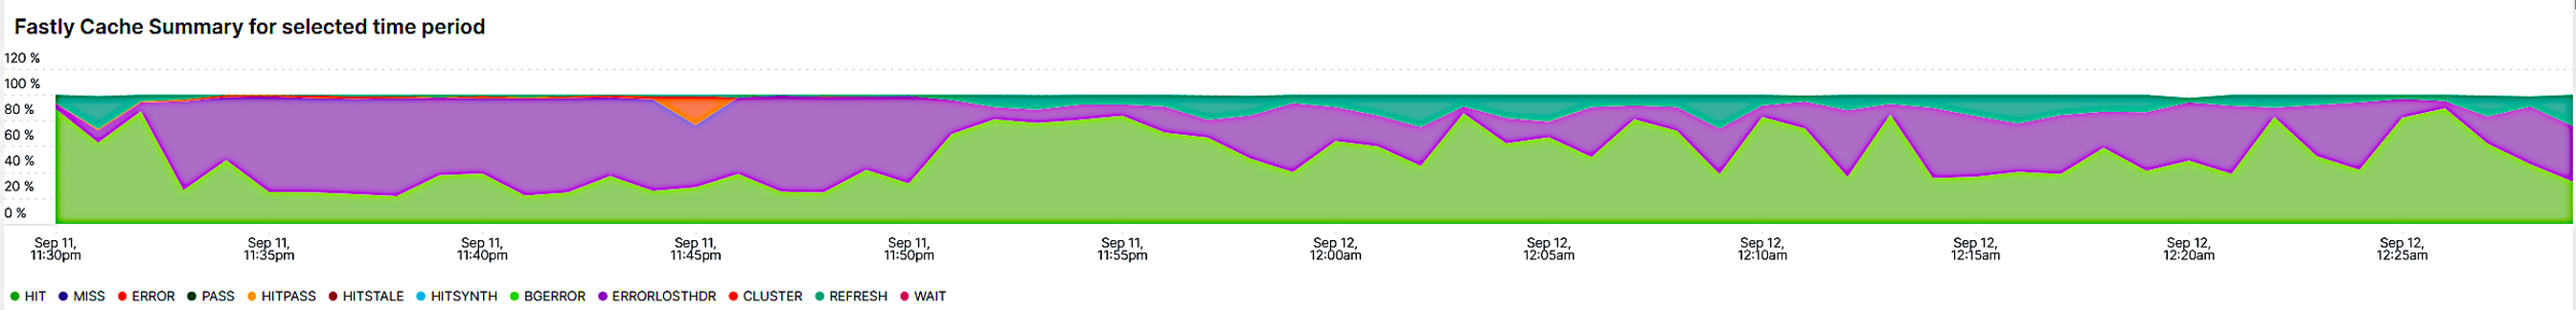 Fastly Cache Summary for selected time period
120 %
100 %
80 %
60 %
40 %
20 %
0 %
Sep 11, Sep 11, Sep 11, Sep 11, Sep 11, Sep 11, Sep 12, Sep 12, Sep 12, Sep 12, Sep 12, Sep 12,
11:30pm 11:35pm 11:40pm 11:45pm 11:50pm 11:55pm 12:00am 12:05am 12:10am 12:15am 12:20am 12:25am
HIT MISS ERROR PASS HITPASS HITSTALE HITSYNTH BGERROR ERRORLOSTHDR CLUSTER REFRESH WAIT